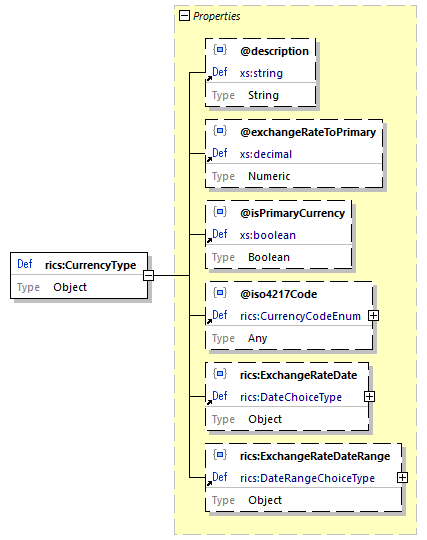 Properties
@description
Def xs:string
Type String
@exchangeRateToPrimary
Def xs:decimal
Type Numeric
@isPrimaryCurrency
Def xs:boolean
Type Boolean
Def rics:CurrencyType
Type Object
@iso4217Code
Def rics:CurrencyCodeEnum
Type Any
rics:ExchangeRateDate
Def rics:DateChoiceType
Type Object
rics:ExchangeRateDateRange
Def rics:DateRangeChoiceType
Type Object